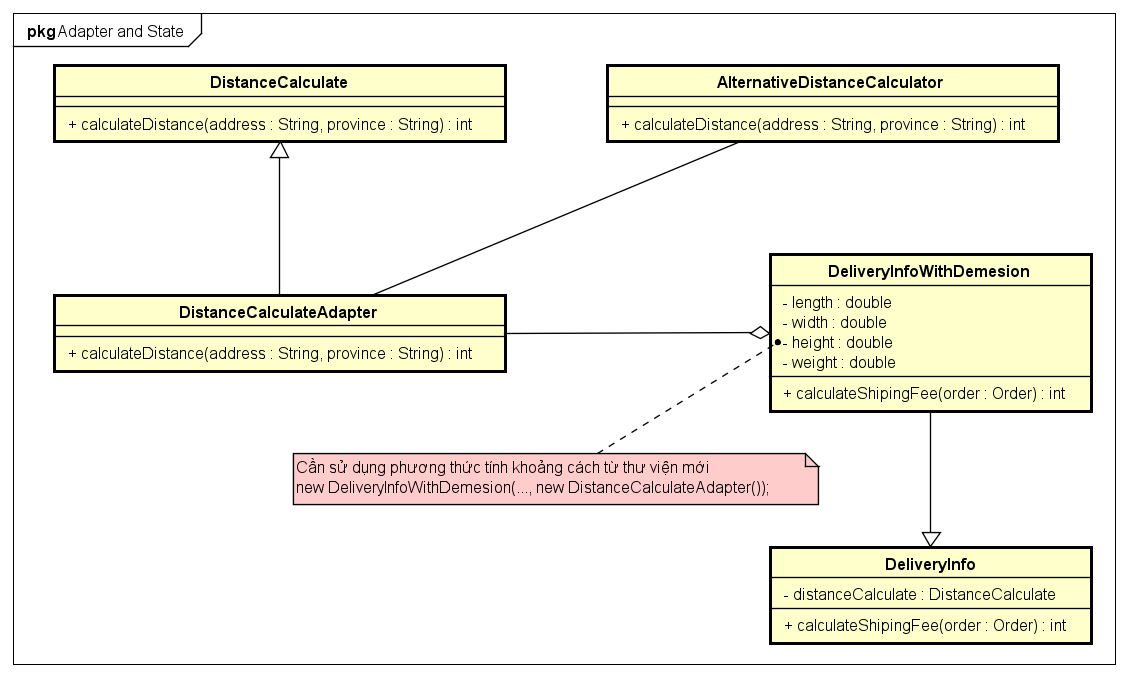 pkg Adapter and State
DistanceCalculate
+ calculateDistance(address : String, province : String) : int
AlternativeDistanceCalculator
+ calculateDistance(address : String, province : String) : int
DistanceCalculateAdapter
+ calculateDistance(address : String, province : String) : int
DeliveryInfoWithDemesion
- length : double
- width : double
- height : double
- weight : double
+ calculateShipingFee(order : Order) : int
Cần sử dụng phương thức tính khoảng cách từ thư viện mới
new DeliveryInfoWithDemesion(..., new DistanceCalculateAdapter());
DeliveryInfo
- distanceCalculate : DistanceCalculate
+ calculateShipingFee(order : Order) : int